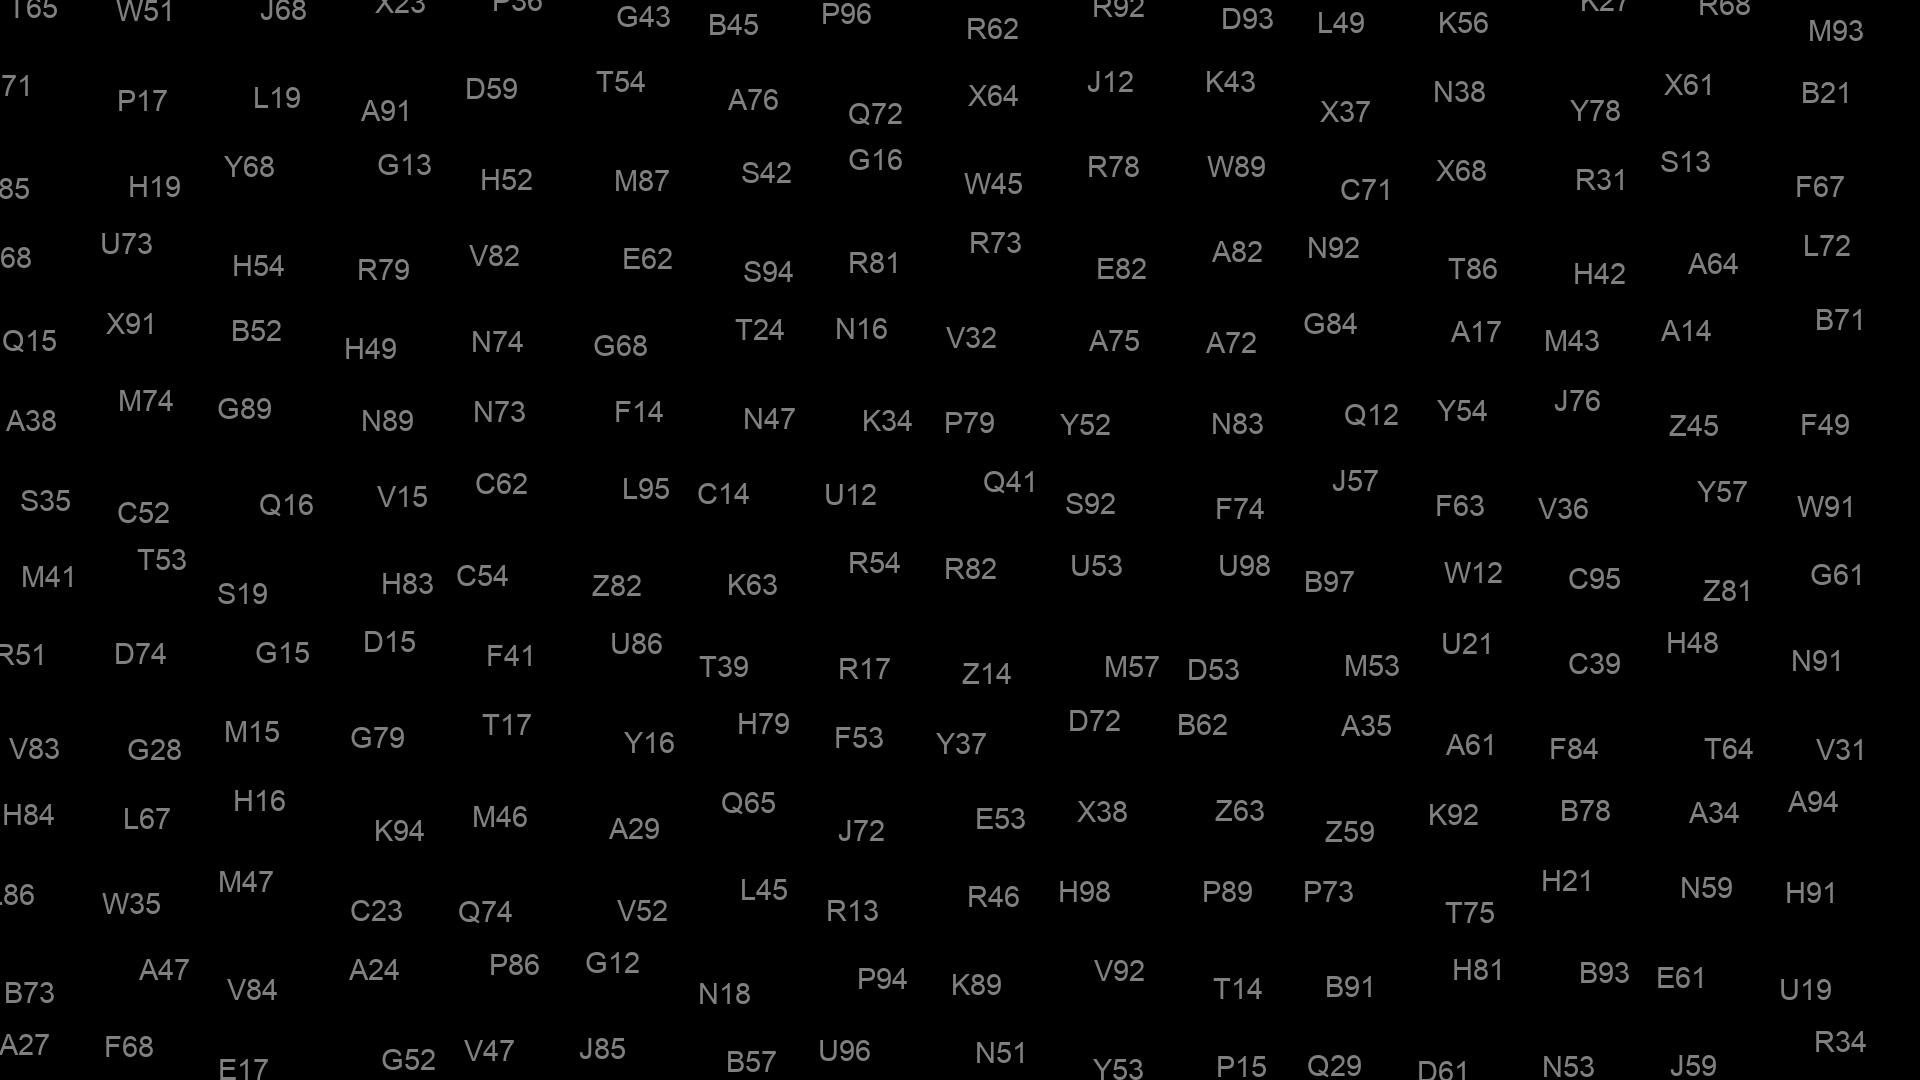 T65 W51 J68 X23 P36 G43 B45 P96 R62 R92 D93 L49 K56 K27 R68 M93
71 P17 L19 A91 D59 T54 A76 Q72 X64 J12 K43 X37 N38 Y78 X61 B21
85 H19 Y68 G13 H52 M87 S42 G16 W45 R78 W89 C71 X68 R31 S13 F67
68 U73 H54 R79 V82 E62 S94 R81 R73 E82 A82 N92 T86 H42 A64 L72
Q15 X91 B52 H49 N74 G68 T24 N16 V32 A75 A72 G84 A17 M43 A14 B71
A38 M74 G89 N89 N73 F14 N47 K34 P79 Y52 N83 Q12 Y54 J76 Z45 F49
S35 C52 Q16 V15 C62 L95 C14 U12 Q41 S92 F74 J57 F63 V36 Y57 W91
M41 T53 S19 H83 C54 Z82 K63 R54 R82 U53 U98 B97 W12 C95 Z81 G61
R51 D74 G15 D15 F41 U86 T39 R17 Z14 M57 D53 M53 U21 C39 H48 N91
V83 G28 M15 G79 T17 Y16 H79 F53 Y37 D72 B62 A35 A61 F84 T64 V31
H84 L67 H16 K94 M46 A29 Q65 J72 E53 X38 Z63 Z59 K92 B78 A34 A94
86 W35 M47 C23 Q74 V52 L45 R13 R46 H98 P89 P73 T75 H21 N59 H91
B73 A47 V84 A24 P86 G12 N18 P94 K89 V92 T14 B91 H81 B93 E61 U19
A27 F68 E17 G52 V47 J85 B57 U96 N51 Y53 P15 Q29 D61 N53 J59 R34